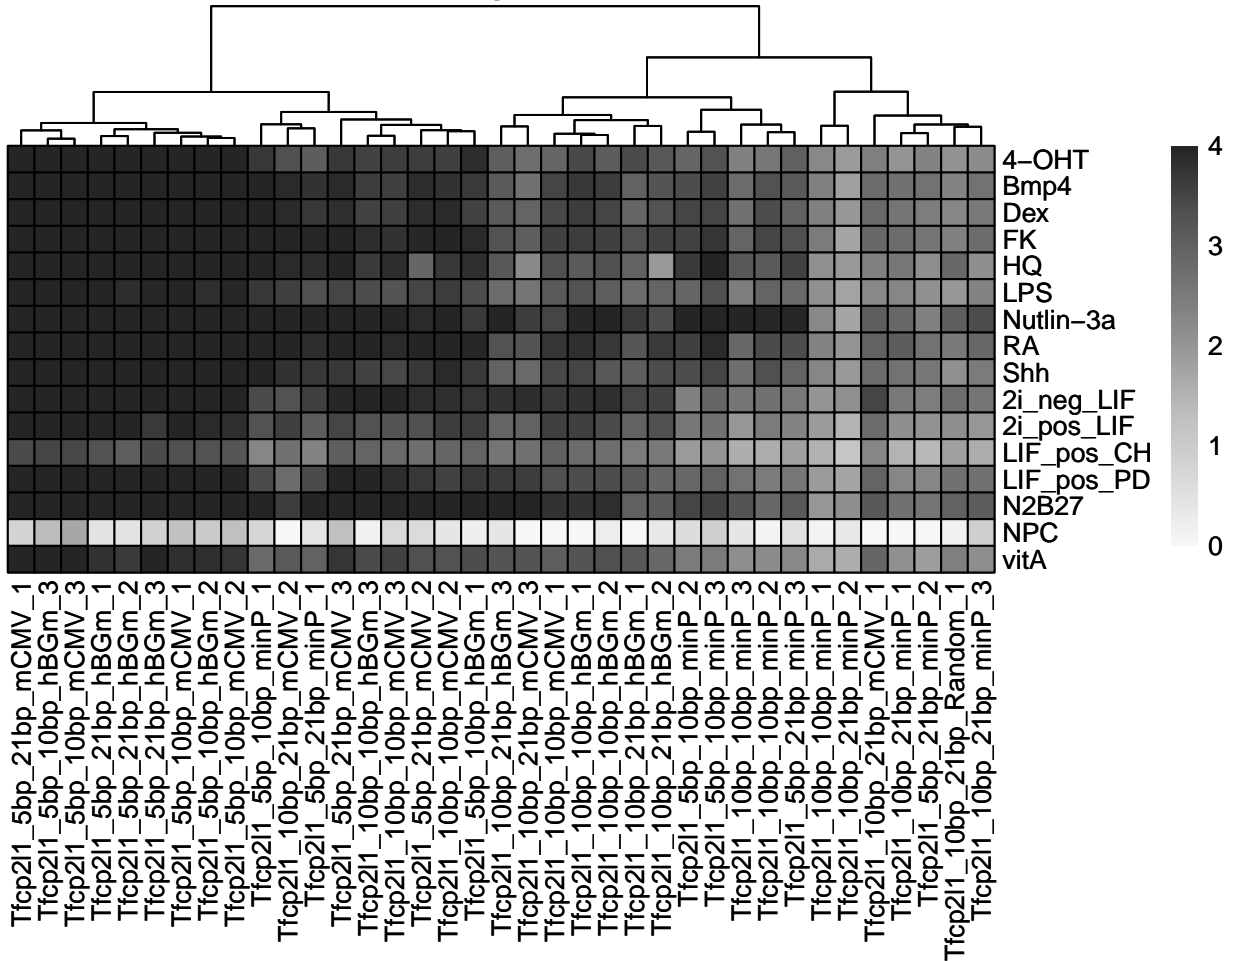 4−OHT
Bmp4
Dex
FK
HQ
LPS
Nutlin−3a
RA
Shh
2i_neg_LIF
2i_pos_LIF
LIF_pos_CH
LIF_pos_PD
N2B27
NPC
vitA
4
3
2
1
0
Tfcp2l1_5bp_21bp_mCMV_1
Tfcp2l1_5bp_10bp_hBGm_3
Tfcp2l1_5bp_10bp_mCMV_3
Tfcp2l1_5bp_21bp_hBGm_1
Tfcp2l1_5bp_21bp_hBGm_2
Tfcp2l1_5bp_21bp_hBGm_3
Tfcp2l1_5bp_10bp_mCMV_1
Tfcp2l1_5bp_10bp_hBGm_2
Tfcp2l1_5bp_10bp_mCMV_2
Tfcp2l1_5bp_10bp_minP_1
Tfcp2l1_10bp_21bp_mCMV_2
Tfcp2l1_5bp_21bp_minP_1
Tfcp2l1_5bp_21bp_mCMV_3
Tfcp2l1_10bp_10bp_hBGm_3
Tfcp2l1_10bp_10bp_mCMV_3
Tfcp2l1_5bp_21bp_mCMV_2
Tfcp2l1_10bp_10bp_mCMV_2
Tfcp2l1_5bp_10bp_hBGm_1
Tfcp2l1_10bp_21bp_hBGm_3
Tfcp2l1_10bp_21bp_mCMV_3
Tfcp2l1_10bp_10bp_mCMV_1
Tfcp2l1_10bp_10bp_hBGm_1
Tfcp2l1_10bp_10bp_hBGm_2
Tfcp2l1_10bp_21bp_hBGm_1
Tfcp2l1_10bp_21bp_hBGm_2
Tfcp2l1_5bp_10bp_minP_2
Tfcp2l1_5bp_10bp_minP_3
Tfcp2l1_10bp_10bp_minP_3
Tfcp2l1_10bp_21bp_minP_2
Tfcp2l1_5bp_21bp_minP_3
Tfcp2l1_10bp_10bp_minP_1
Tfcp2l1_10bp_10bp_minP_2
Tfcp2l1_10bp_21bp_mCMV_1
Tfcp2l1_10bp_21bp_minP_1
Tfcp2l1_5bp_21bp_minP_2
Tfcp2l1_10bp_21bp_Random_1
Tfcp2l1_10bp_21bp_minP_3